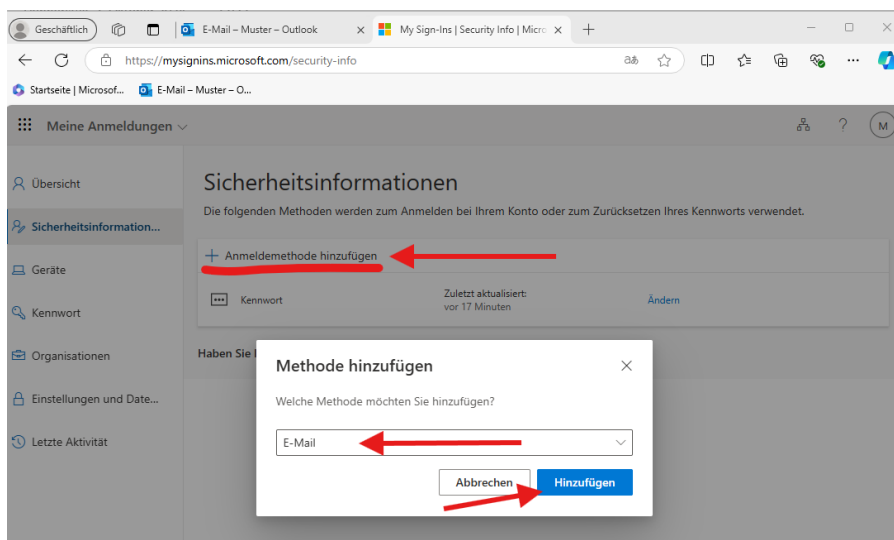 Geschäftlich
E-Mail – Muster – Outlook
My Sign-Ins | Security Info | Micro
https://mysignins.microsoft.com/security-info
Startseite | Microsof...
E-Mail – Muster – O...
Meine Anmeldungen
?
M
Übersicht
Sicherheitsinformation...
Geräte
Kennwort
Organisationen
Einstellungen und Date...
Letzte Aktivität
Sicherheitsinformationen
Die folgenden Methoden werden zum Anmelden bei Ihrem Konto oder zum Zurücksetzen Ihres Kennworts verwendet.
+ Anmeldemethode hinzufügen
Kennwort
Zuletzt aktualisiert:
vor 17 Minuten
Ändern
Haben Sie
Methode hinzufügen
Welche Methode möchten Sie hinzufügen?
E-Mail
Abbrechen
Hinzufügen